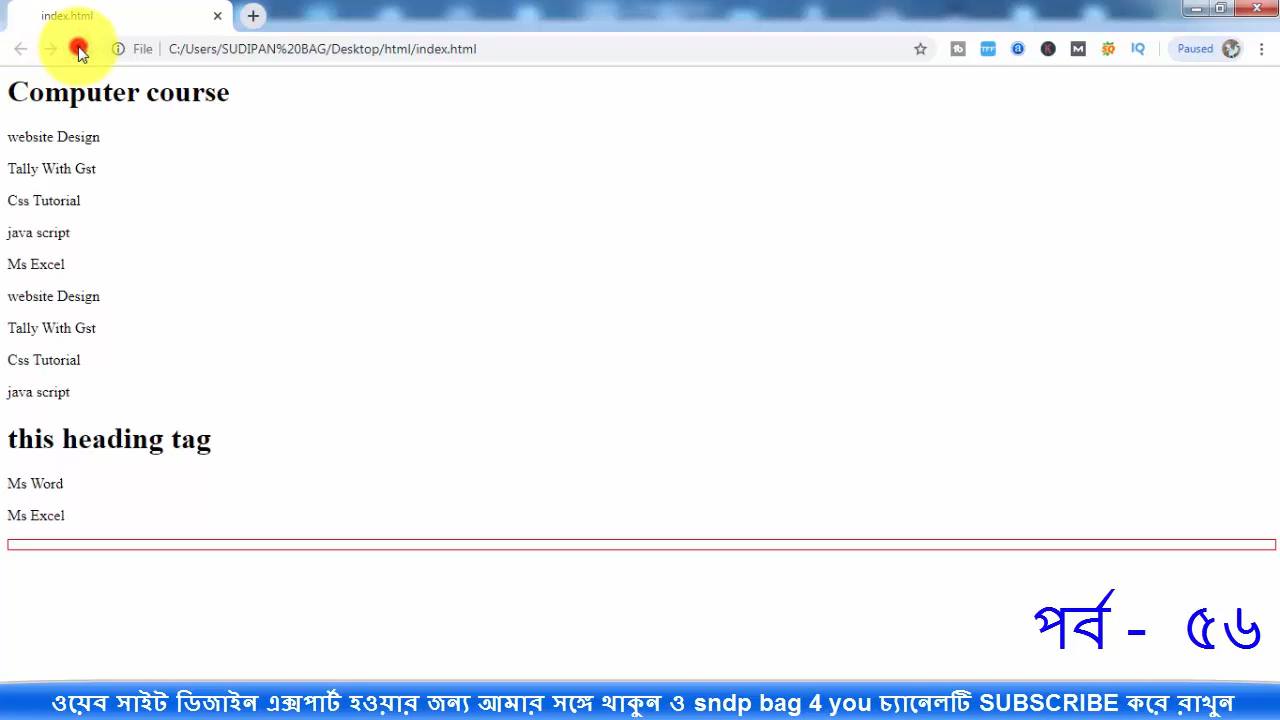 index.html
File
C:/Users/SUDIPAN%20BAG/Desktop/html/index.html
TFF
a
K
M
IQ
Paused
Computer course
website Design
Tally With Gst
Css Tutorial
java script
Ms Excel
website Design
Tally With Gst
Css Tutorial
java script
this heading tag
Ms Word
Ms Excel
পর্ব - ৫৬
ওয়েব সাইট ডিজাইন এক্সপার্ট হওয়ার জন্য আমার সঙ্গে থাকুন ও sndp bag 4 you চ্যানেলটি SUBSCRIBE করে রাখুন